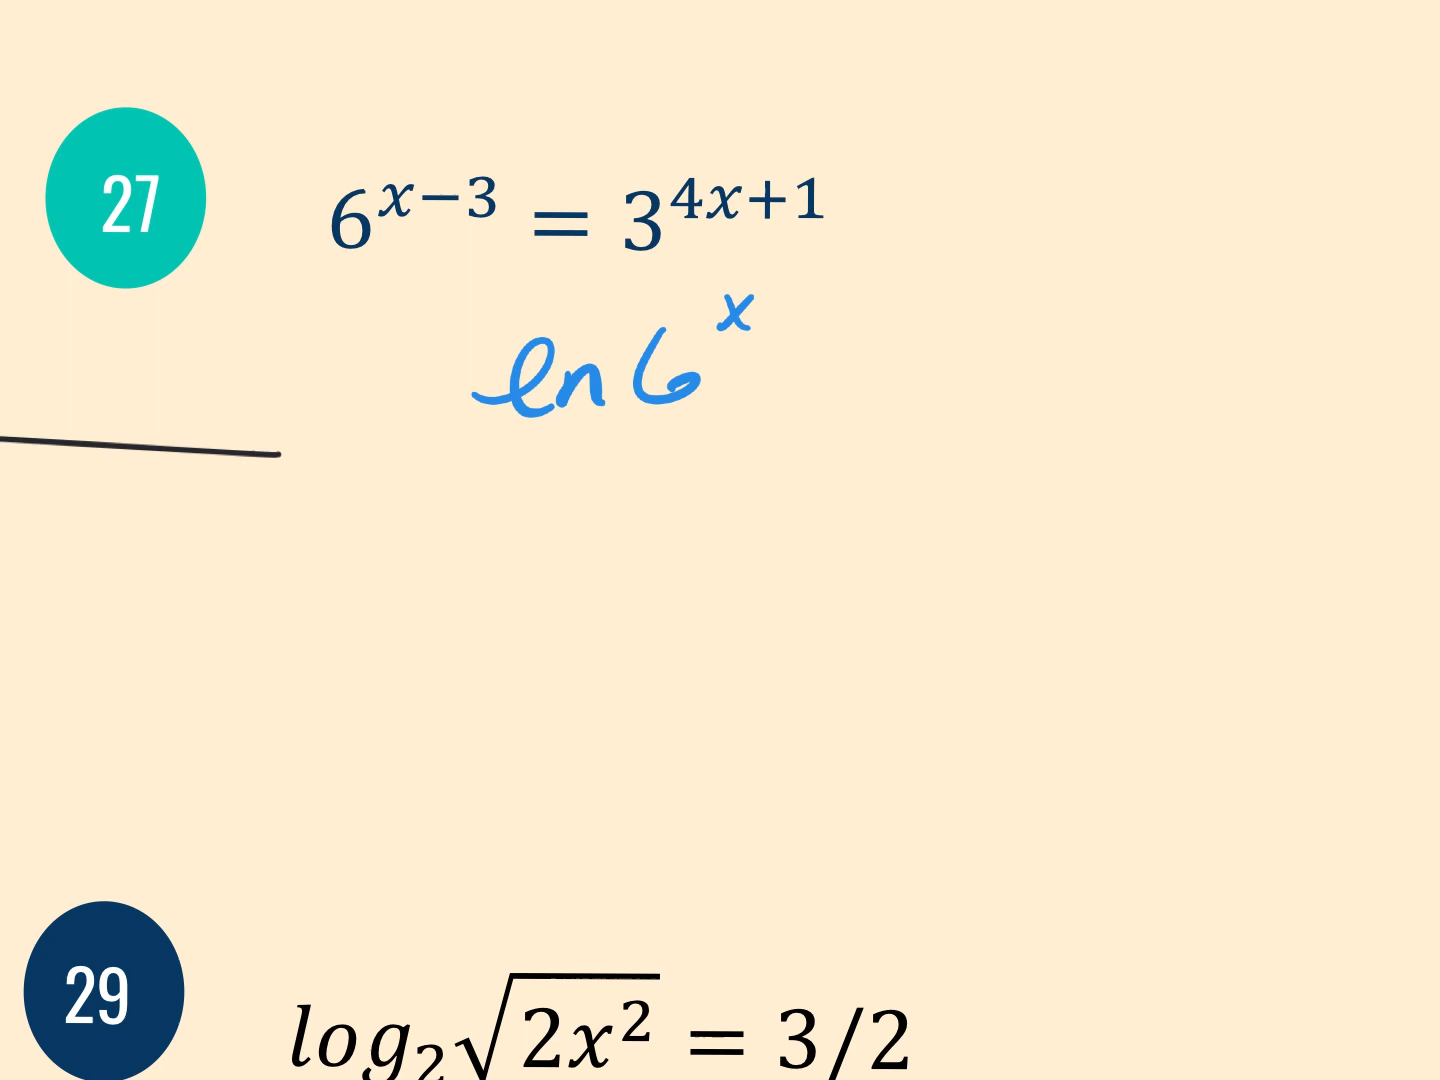 27
6^{x−3} = 3^{4x+1}
ln 6^x
29
log_2 √(2x^2) = 3/2